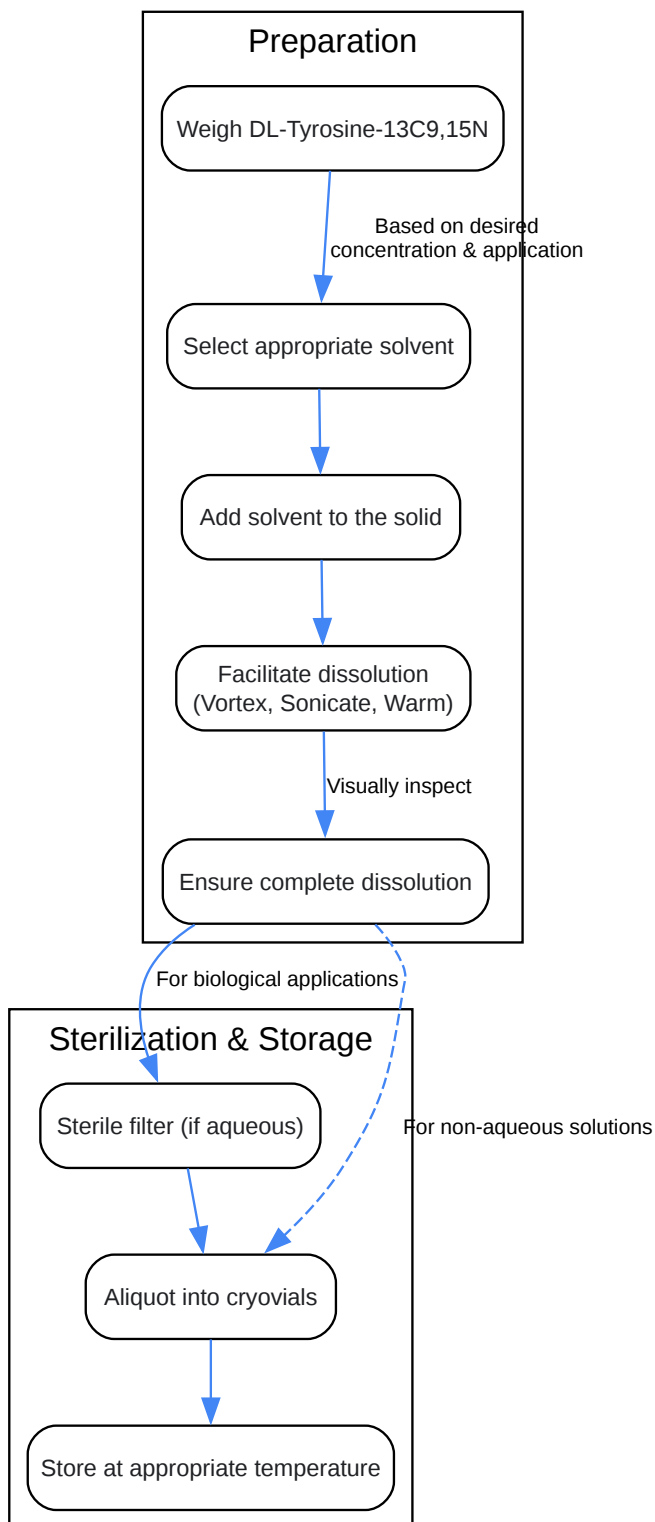 Preparation
Weigh DL-Tyrosine-13C9,15N
Based on desired
concentration & application
Select appropriate solvent
Add solvent to the solid
Facilitate dissolution
(Vortex, Sonicate, Warm)
Visually inspect
Ensure complete dissolution
For biological applications
Sterilization & Storage
Sterile filter (if aqueous)
For non-aqueous solutions
Aliquot into cryovials
Store at appropriate temperature